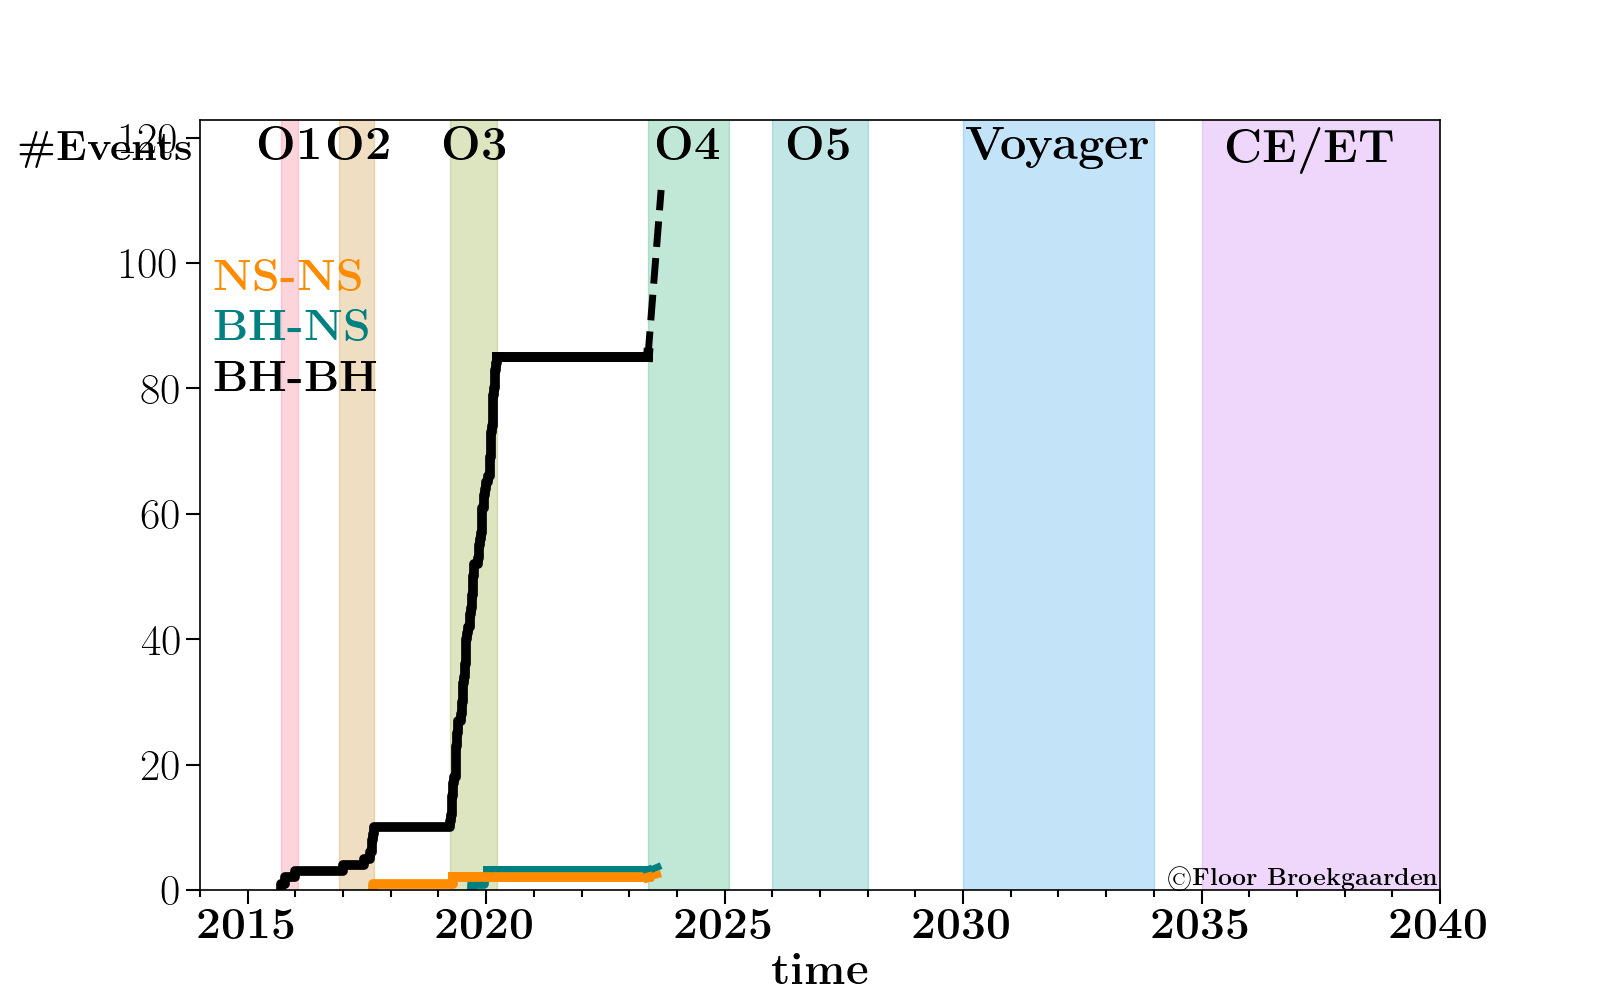 #Events
120
O1 O2 O3 O4 O5 Voyager CE/ET
100
NS-NS
BH-NS
BH-BH
80
60
40
20
0
©Floor Broekgaarden
2015 2020 2025 2030 2035 2040
time